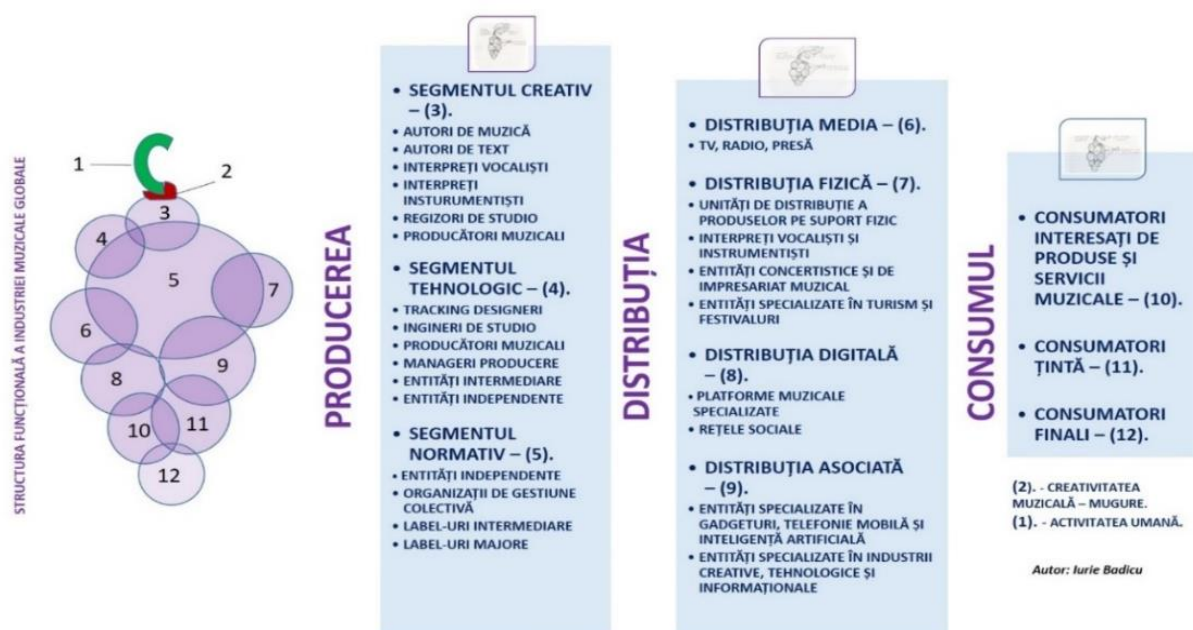 STRUCTURA FUNCȚIONALĂ A INDUSTRIEI MUZICALE GLOBALE
1
2
3
4
5
6
7
8
9
10
11
12
PRODUCEREA
• SEGMENTUL CREATIV
– (3).
• AUTORI DE MUZICĂ
• AUTORI DE TEXT
• INTERPREȚI VOCALIȘTI
• INTERPREȚI
INSTURUMENTIȘTI
• REGIZORI DE STUDIO
• PRODUCĂTORI MUZICALI
• SEGMENTUL
TEHNOLOGIC – (4).
• TRACKING DESIGNERI
• INGINERI DE STUDIO
• PRODUCĂTORI MUZICALI
• MANAGERI PRODUCERE
• ENTITĂȚI INTERMEDIARE
• ENTITĂȚI INDEPENDENTE
• SEGMENTUL
NORMATIV – (5).
• ENTITĂȚI INDEPENDENTE
• ORGANIZAȚII DE GESTIUNE
COLECTIVĂ
• LABEL-URI INTERMEDIARE
• LABEL-URI MAJORE
DISTRIBUȚIA
• DISTRIBUȚIA MEDIA – (6).
• TV, RADIO, PRESĂ
• DISTRIBUȚIA FIZICĂ – (7).
• UNITĂȚI DE DISTRIBUȚIE A
PRODUSELOR PE SUPORT FIZIC
• INTERPREȚI VOCALIȘTI ȘI
INSTRUMENTIȘTI
• ENTITĂȚI CONCERTISTICE ȘI DE
IMPRESARIAT MUZICAL
• ENTITĂȚI SPECIALIZATE ÎN TURISM ȘI
FESTIVALURI
• DISTRIBUȚIA DIGITALĂ
– (8).
• PLATFORME MUZICALE
SPECIALIZATE
• REȚELE SOCIALE
• DISTRIBUȚIA ASOCIATĂ
– (9).
• ENTITĂȚI SPECIALIZATE ÎN
GADGETURI, TELEFONIE MOBILĂ ȘI
INTELIGENȚĂ ARTIFICIALĂ
• ENTITĂȚI SPECIALIZATE ÎN INDUSTRII
CREATIVE, TEHNOLOGICE ȘI
INFORMAȚIONALE
CONSUMUL
• CONSUMATORI
INTERESAȚI DE
PRODUSE ȘI
SERVICII
MUZICALE – (10).
• CONSUMATORI
ȚINTĂ – (11).
• CONSUMATORI
FINALI – (12).
(2). - CREATIVITATEA
MUZICALĂ – MUGURE.
(1). - ACTIVITATEA UMANĂ.
Autor: Iurie Badicu